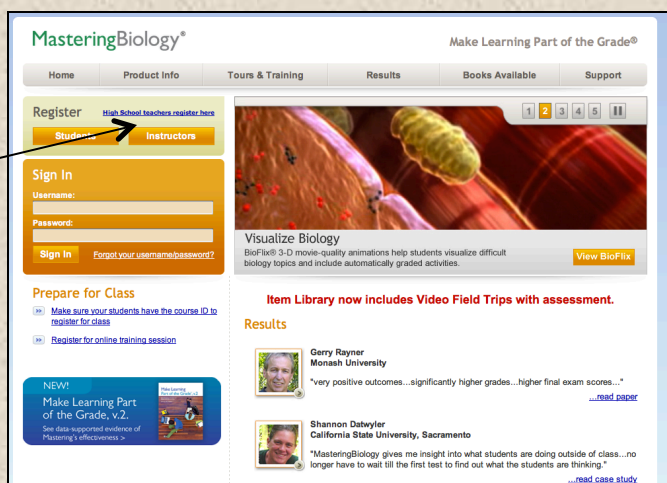 MasteringBiology®
Make Learning Part of the Grade®
Home Product Info Tours & Training Results Books Available Support
Register High School teachers register here
Students Instructors
1 2 3 4 5
Sign In
Username:
Password:
Sign In Forgot your username/password?
Visualize Biology
BioFlix® 3-D movie-quality animations help students visualize difficult
biology topics and include automatically graded activities.
View BioFlix
Prepare for Class
Make sure your students have the course ID to
register for class
Register for online training session
NEW!
Make Learning Part
of the Grade, v.2.
See data-supported evidence of
Mastering's effectiveness >
Make Learning
Part of the Grade, v.2
Item Library now includes Video Field Trips with assessment.
Results
Gerry Rayner
Monash University
"very positive outcomes...significantly higher grades...higher final exam scores..."
...read paper
Shannon Datwyler
California State University, Sacramento
"MasteringBiology gives me insight into what students are doing outside of class...no
longer have to wait till the first test to find out what the students are thinking."
...read case study